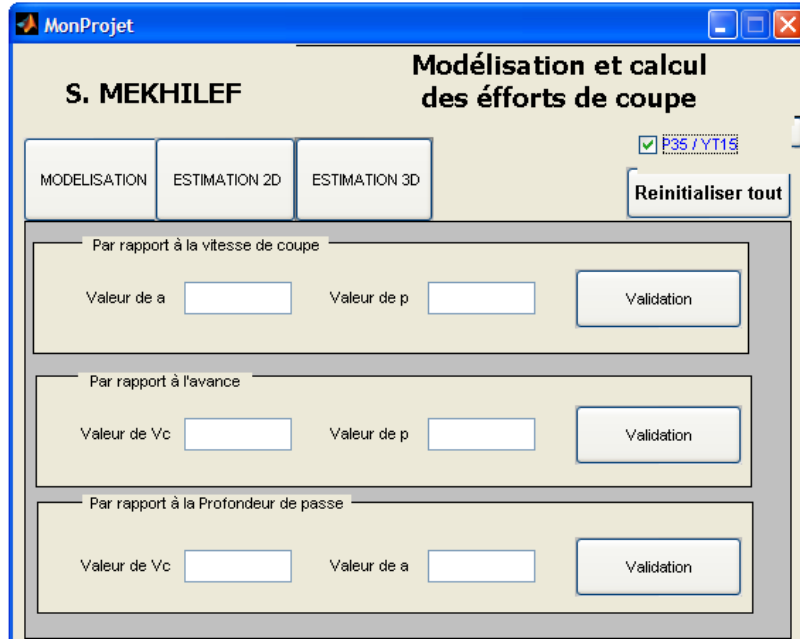 MonProjet
S. MEKHILEF
Modélisation et calcul
des éfforts de coupe
P35 / YT15
MODELISATION
ESTIMATION 2D
ESTIMATION 3D
Reinitialiser tout
Par rapport à la vitesse de coupe
Valeur de a
Valeur de p
Validation
Par rapport à l'avance
Valeur de Vc
Valeur de p
Validation
Par rapport à la Profondeur de passe
Valeur de Vc
Valeur de a
Validation